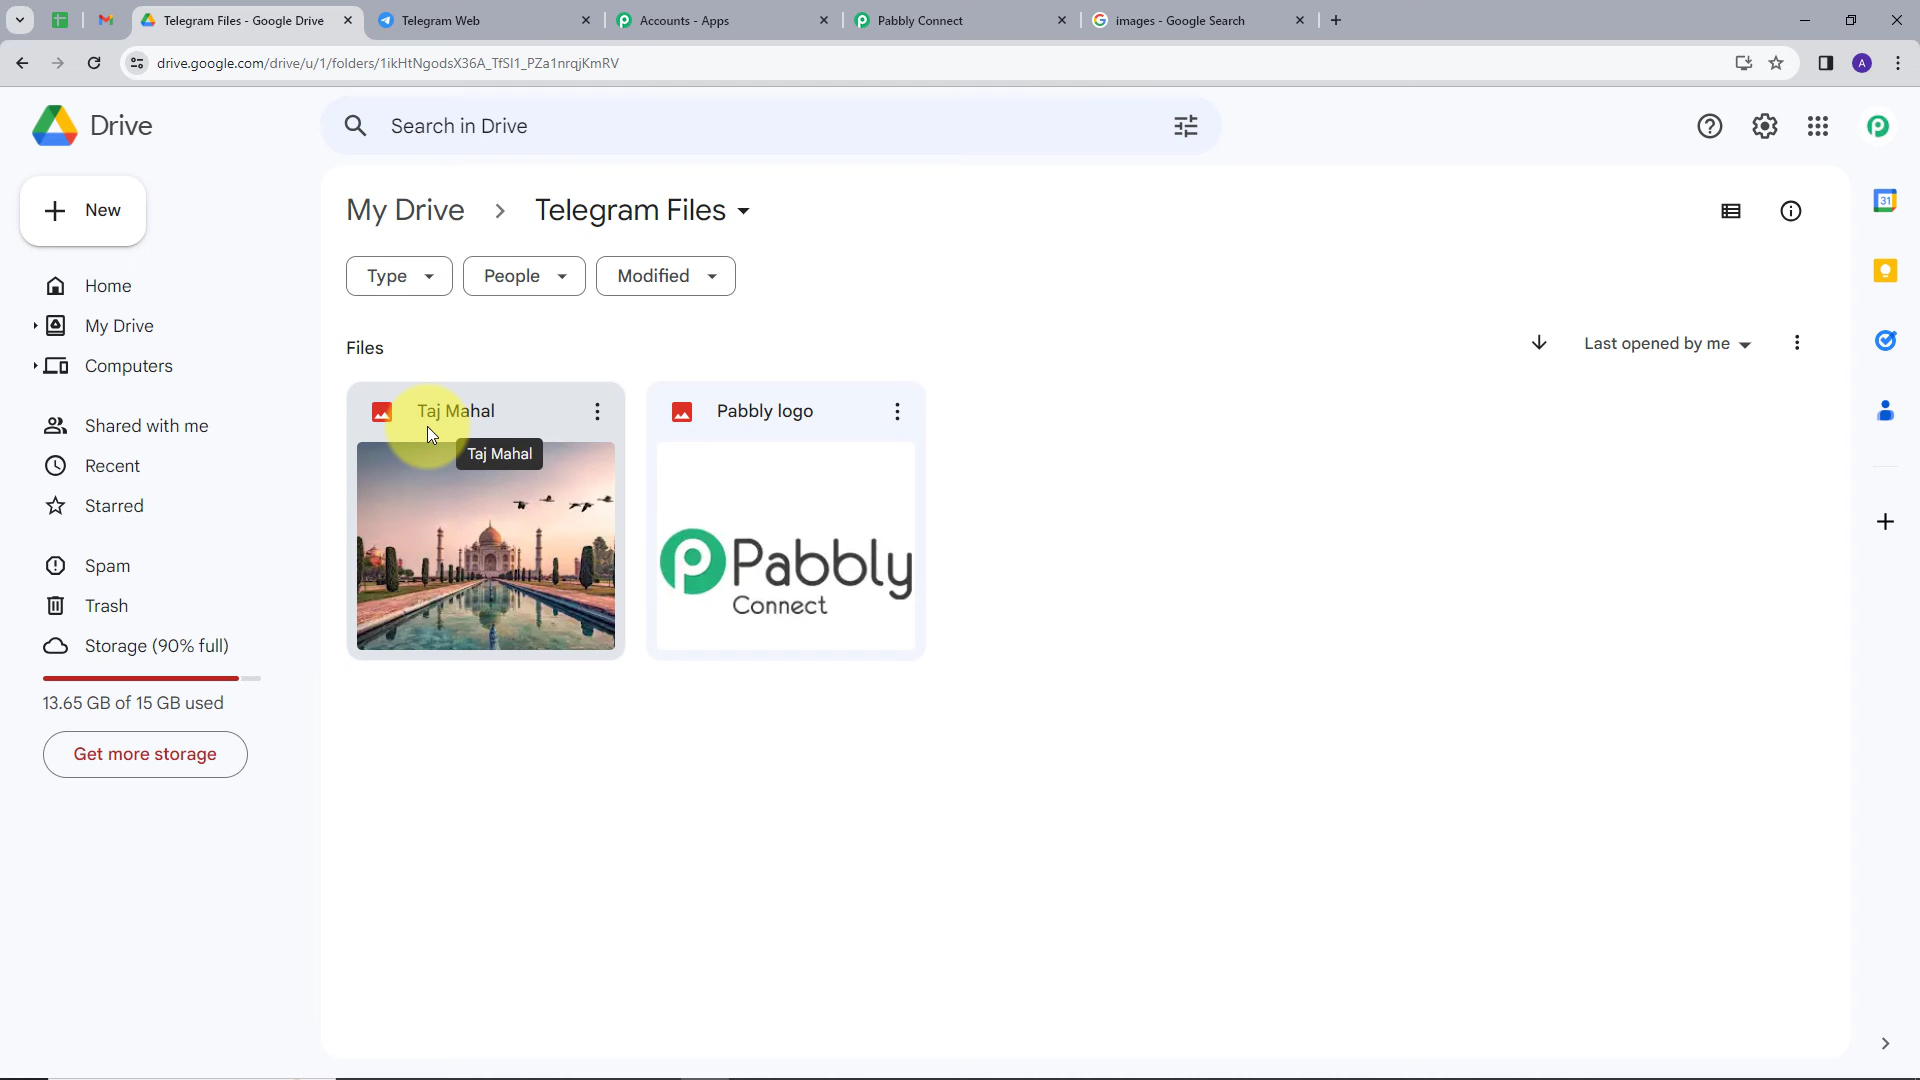 Telegram Files - Google Drive
Telegram Web
Accounts - Apps
Pabbly Connect
images - Google Search
drive.google.com/drive/u/1/folders/1ikHtNgodsX36A_TfSI1_PZa1nrqjKmRV
A
Drive
Search in Drive
New
My Drive
Telegram Files
31
Home
Type
People
Modified
My Drive
Files
Last opened by me
Computers
Taj Mahal
Pabbly logo
Shared with me
Taj Mahal
Recent
Starred
Pabbly
Connect
Spam
Trash
Storage (90% full)
13.65 GB of 15 GB used
Get more storage